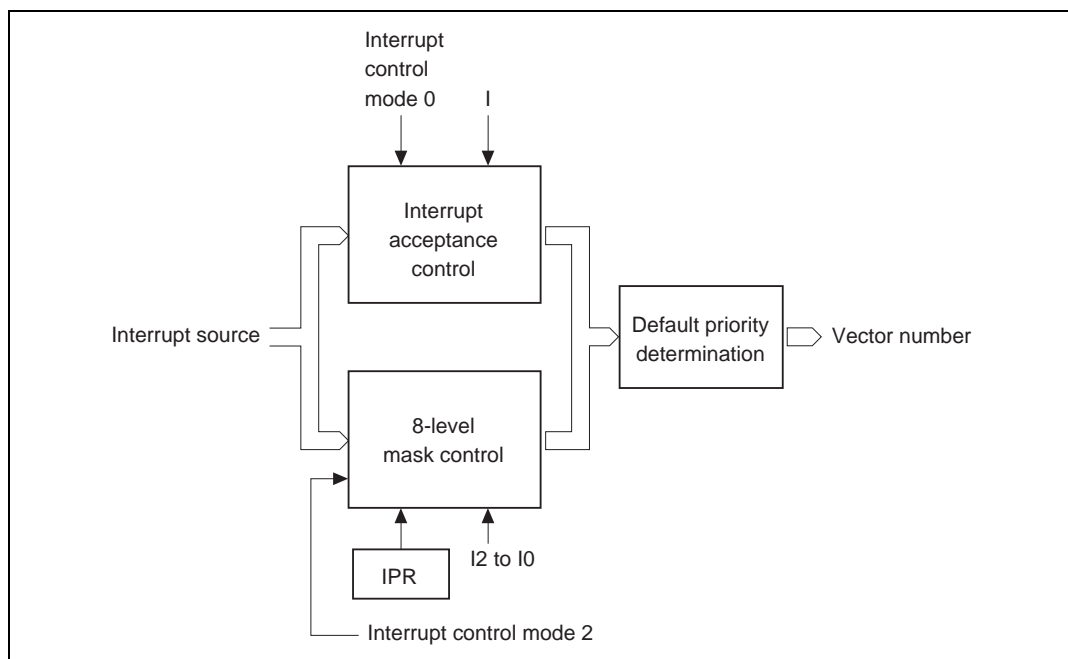 Interrupt
control
mode 0
I
Interrupt
acceptance
control
Interrupt source
Default priority
determination
Vector number
8-level
mask control
I2 to I0
IPR
Interrupt control mode 2